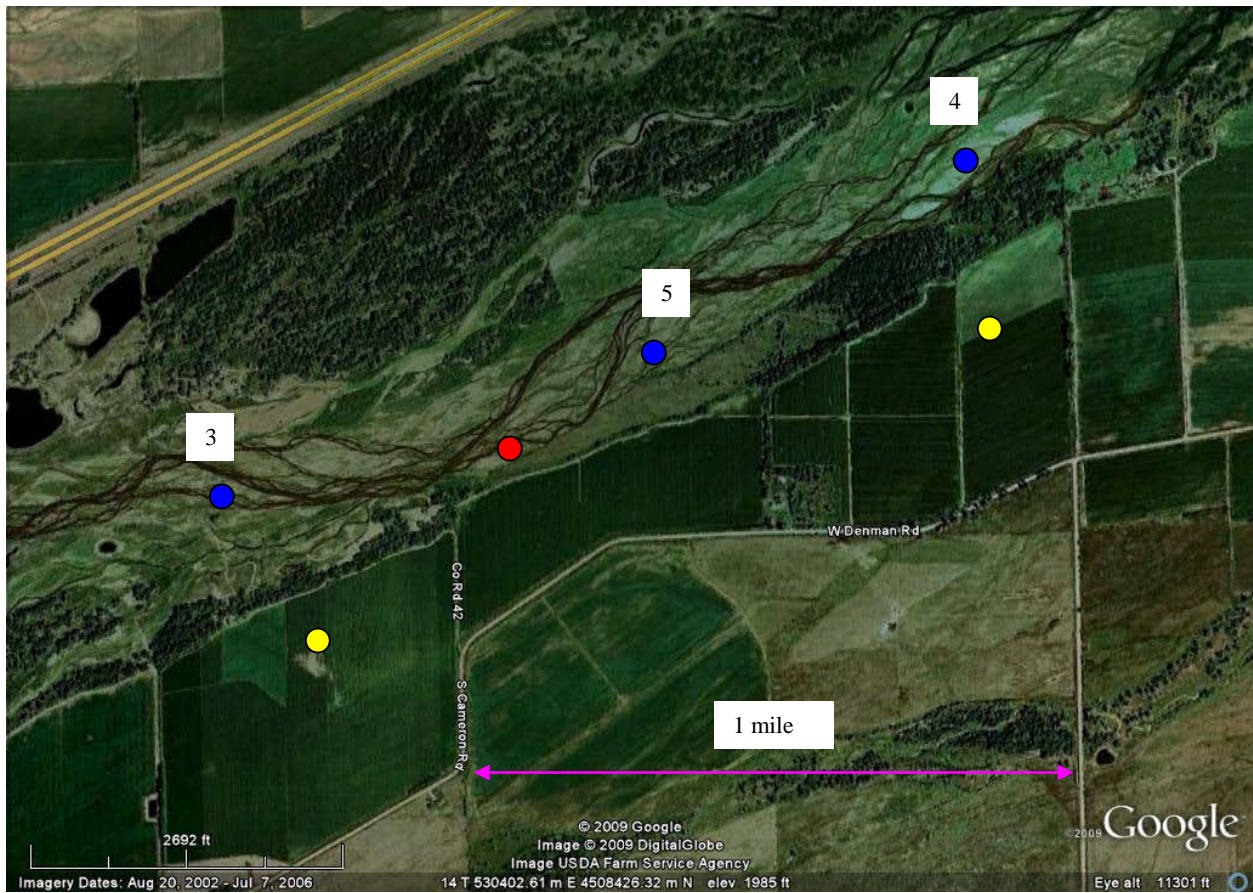 4
5
3
W Denman Rd
Co Rd 42
S Cameron Rd
1 mile
2692 ft
© 2009 Google
Image © 2009 DigitalGlobe
Image USDA Farm Service Agency
©2009 Google
Imagery Dates: Aug 20, 2002 - Jul 7, 2006
14 T 530402.61 m E 4508426.32 m N elev 1985 ft
Eye alt 11301 ft